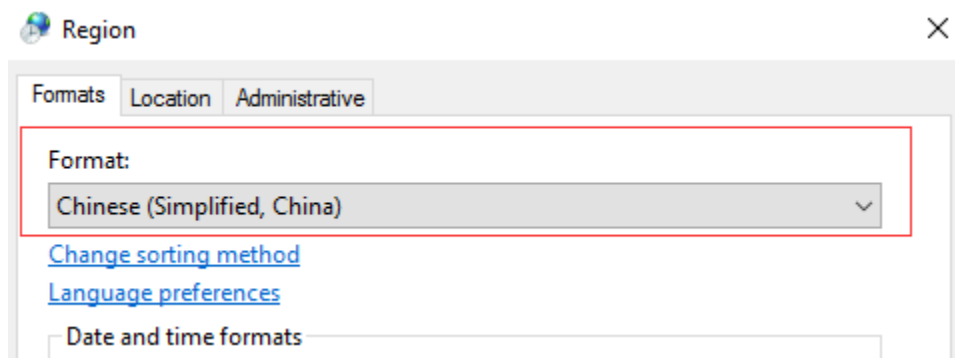 Region
Formats Location Administrative
Format:
Chinese (Simplified, China)
Change sorting method
Language preferences
Date and time formats